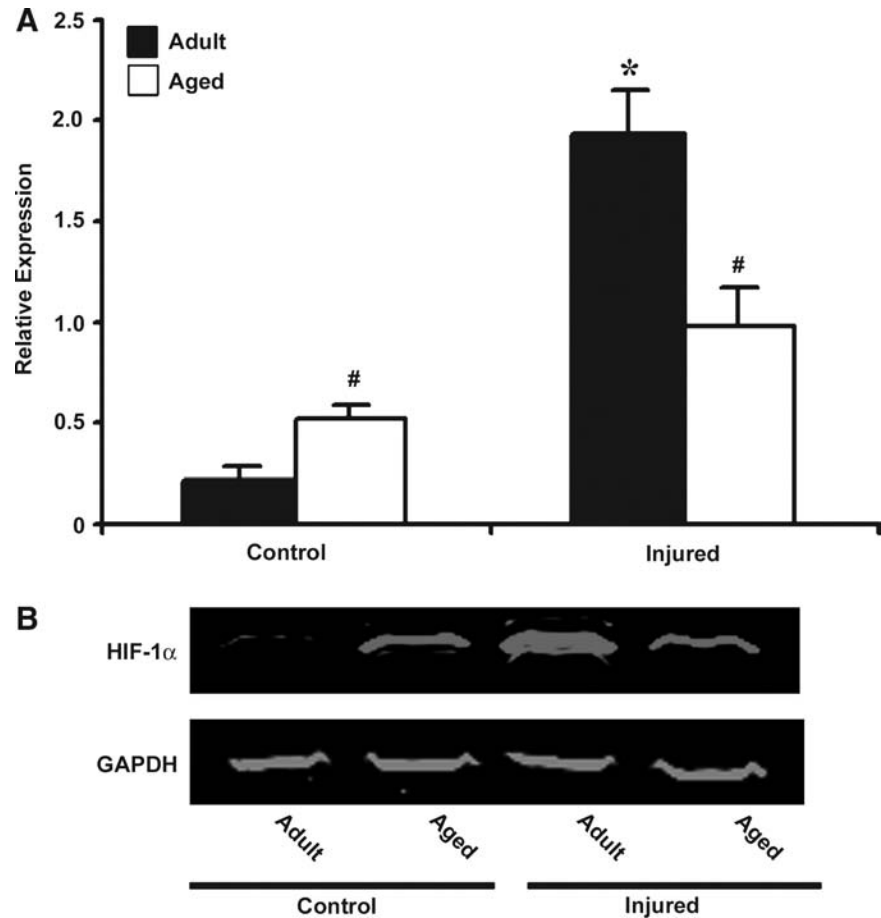 A
2.5
Adult
Aged
2.0
1.5
1.0
0.5
0
Relative Expression
*
#
#
Control Injured
B
HIF-1α
GAPDH
Adult Aged Adult Aged
Control Injured